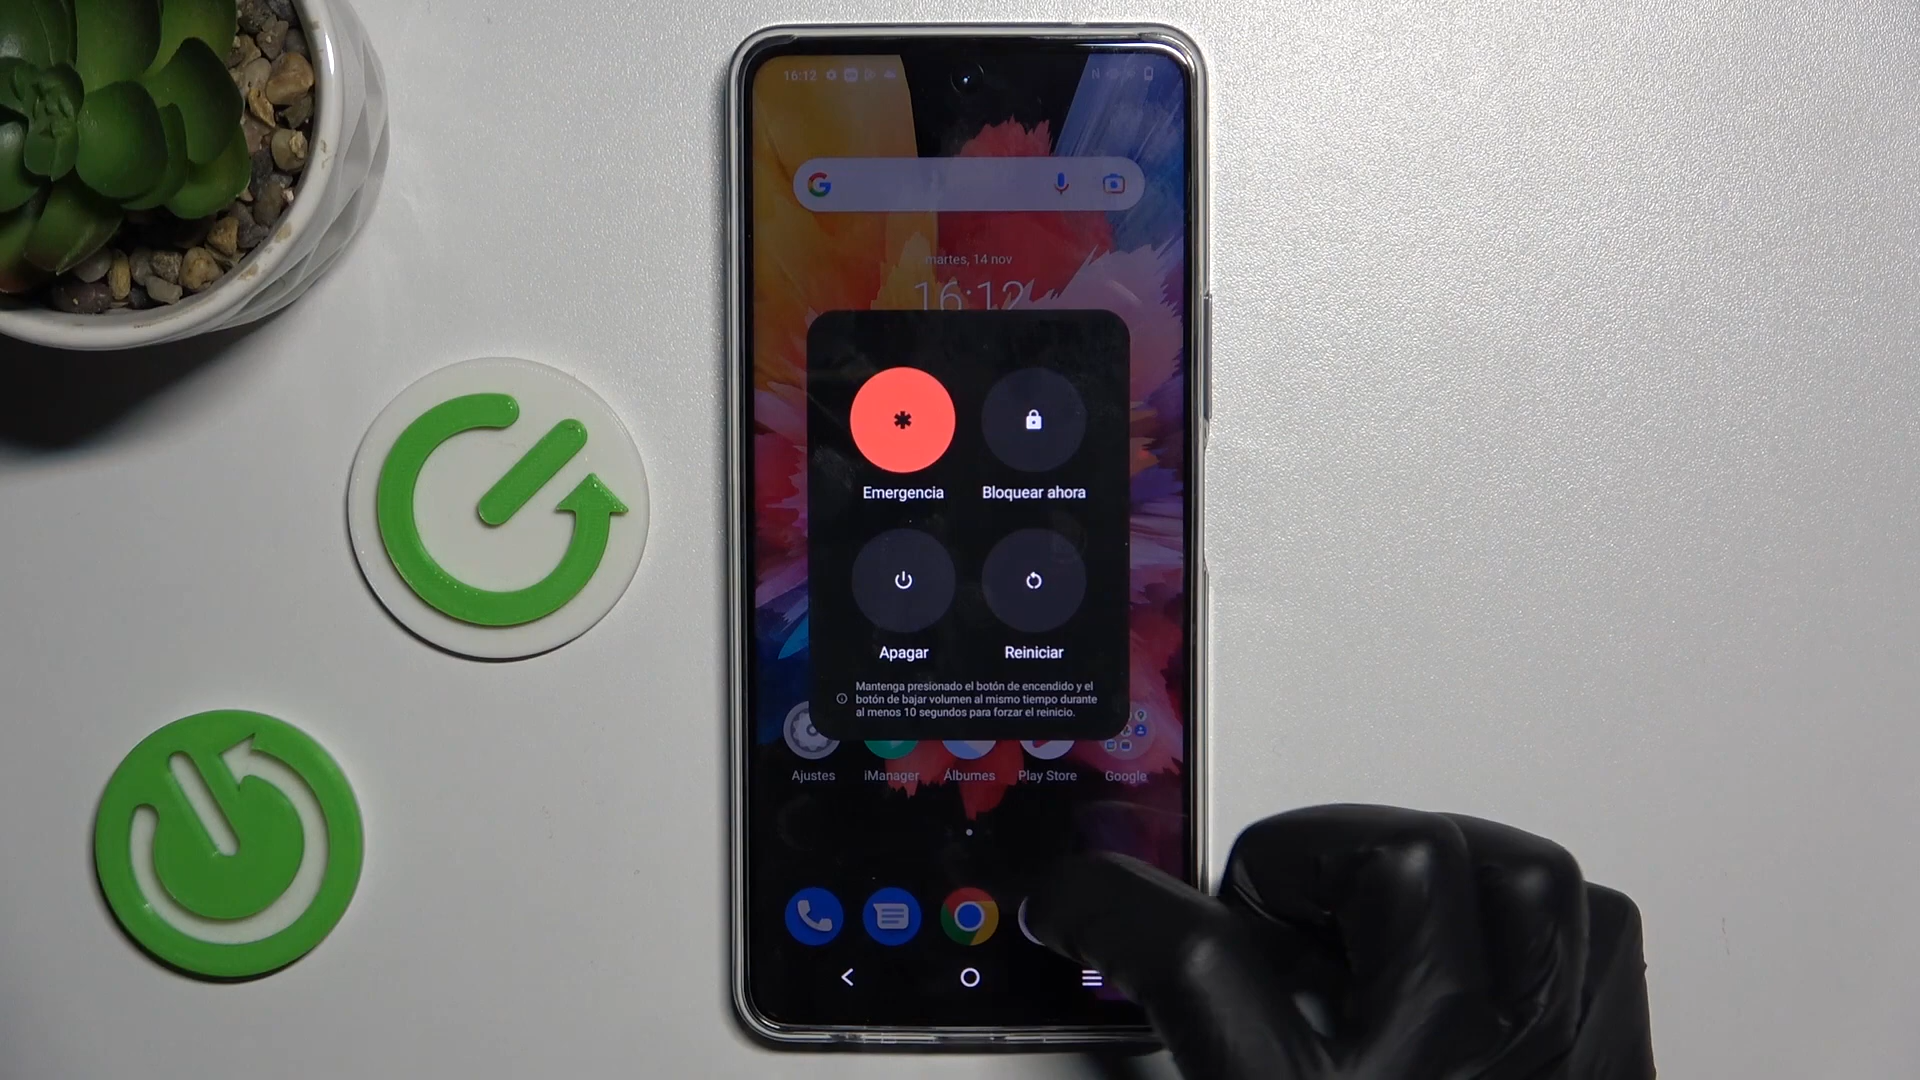 16:12
martes, 14 nov
16:12
Emergencia
Bloquear ahora
Apagar
Reiniciar
Mantenga presionado el botón de encendido y el
botón de bajar volumen al mismo tiempo durante
al menos 10 segundos para forzar el reinicio.
Ajustes
iManager
Álbumes
Play Store
Google